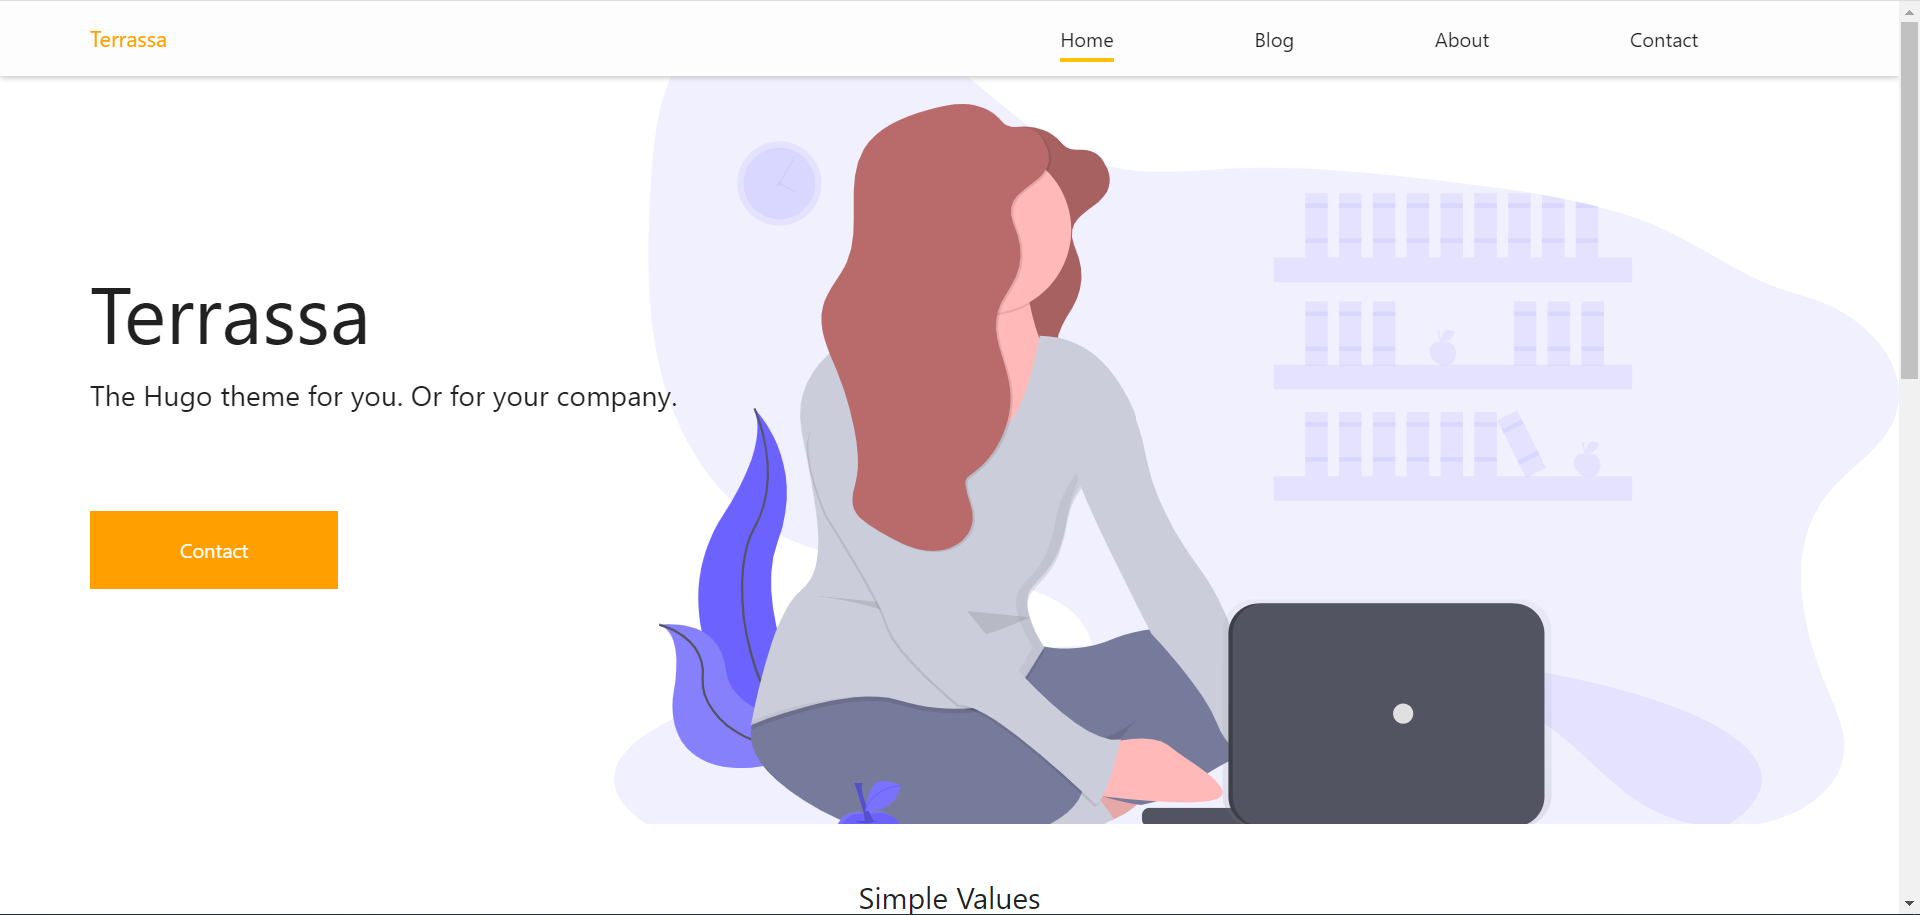 Terrassa
Home Blog About Contact
Terrassa
The Hugo theme for you. Or for your company.
Contact
Simple Values